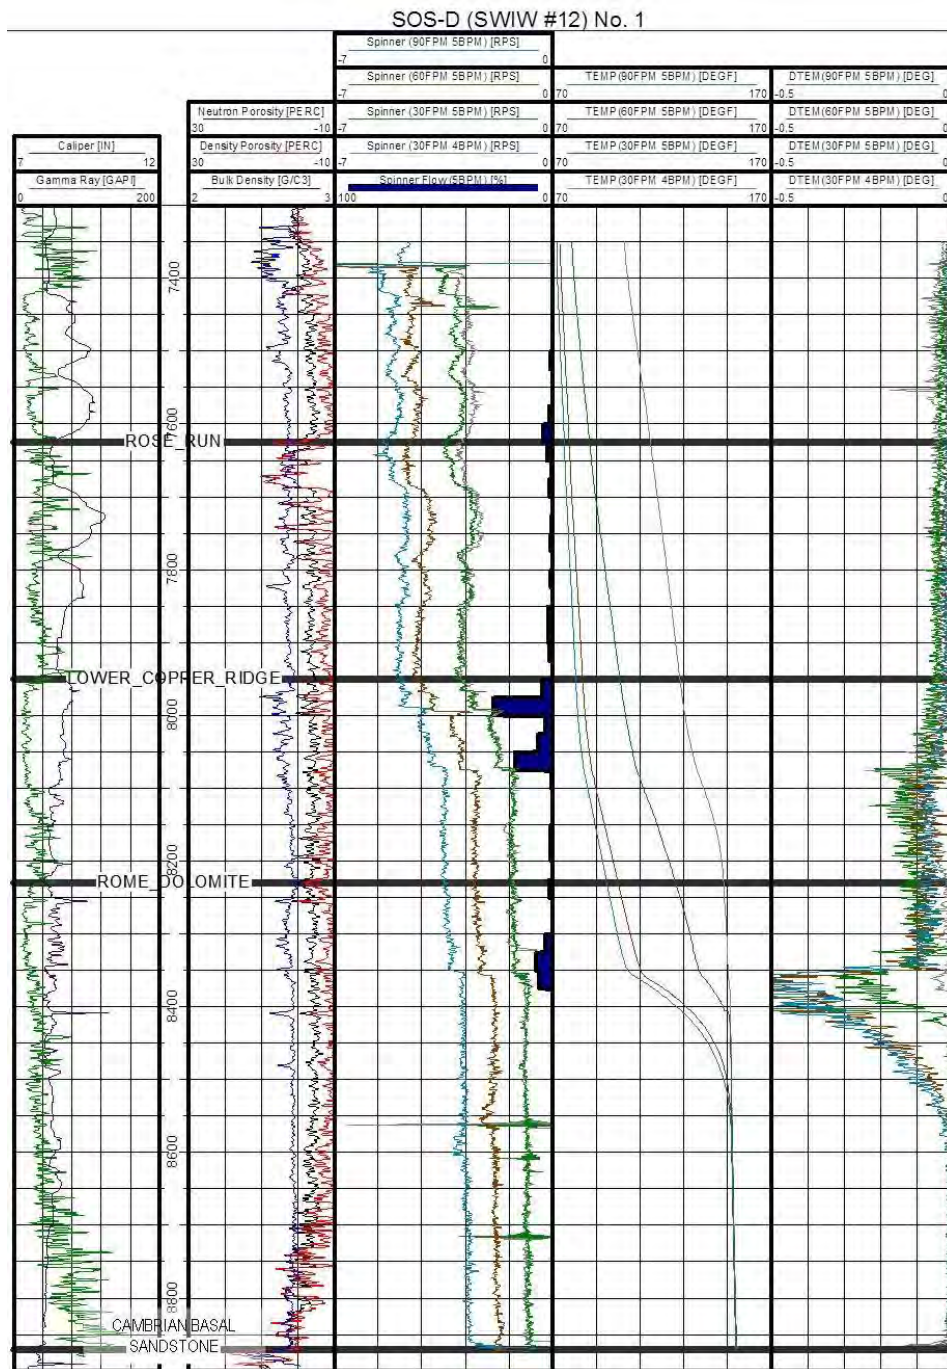 SOS-D (SWIW #12) No. 1
Spinner (90FPM 5BPM) [RPS]
-7 0
Spinner (60FPM 5BPM) [RPS] TEMP(90FPM 5BPM) [DEGF] DTEM(90FPM 5BPM) [DEG]
-7 0 70 170 -0.5 0
Neutron Porosity [PERC] Spinner (30FPM 5BPM) [RPS] TEMP(60FPM 5BPM) [DEGF] DTEM(60FPM 5BPM) [DEG]
30 -10 -7 0 70 170 -0.5 0
Caliper [IN] Density Porosity [PERC] Spinner (30FPM 4BPM) [RPS] TEMP(30FPM 5BPM) [DEGF] DTEM(30FPM 5BPM) [DEG]
7 12 30 -10 -7 0 70 170 -0.5 0
Gamma Ray [GAPI] Bulk Density [G/C3] Spinner Flow (5BPM) [%] TEMP(30FPM 4BPM) [DEGF] DTEM(30FPM 4BPM) [DEG]
0 200 2 3 100 0 70 170 -0.5 0
7400
7600
ROSE_RUN
7800
LOWER_COPPER_RIDGE
8000
8200
ROME_DOLOMITE
8400
8600
8800
CAMBRIAN BASAL
SANDSTONE